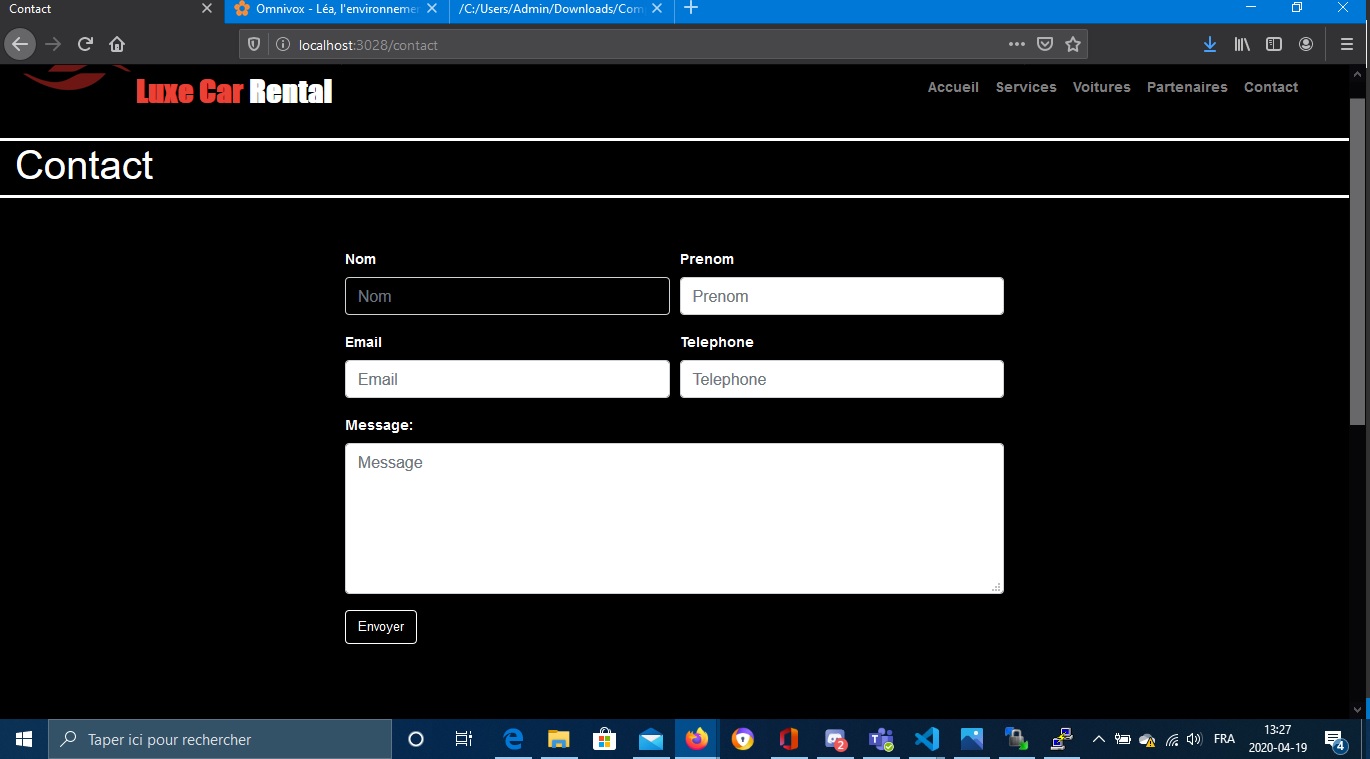 Contact
Omnivox - Léa, l'environneme
/C:/Users/Admin/Downloads/Com
localhost:3028/contact
Luxe Car Rental
Accueil Services Voitures Partenaires Contact
Contact
Nom Prenom
Nom Prenom
Email Telephone
Email Telephone
Message:
Message
Envoyer
Taper ici pour rechercher
2
FRA
13:27
2020-04-19
4